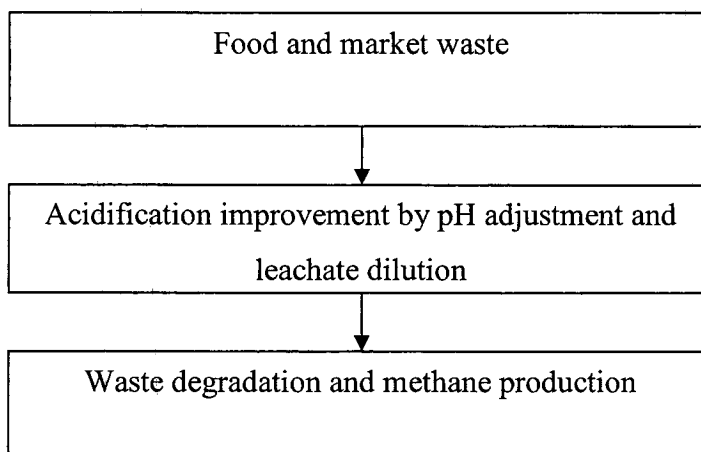 Food and market waste
Acidification improvement by pH adjustment and
leachate dilution
Waste degradation and methane production